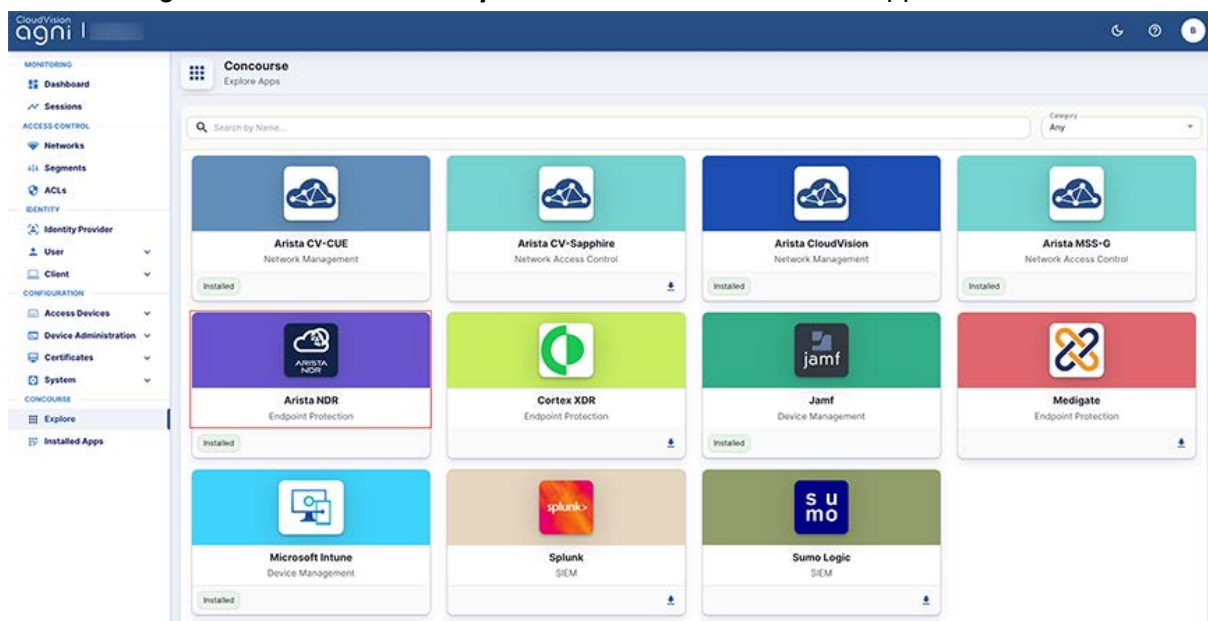 CloudVision
agni
B
MONITORING
Dashboard
Sessions
ACCESS CONTROL
Networks
Segments
ACLs
IDENTITY
Identity Provider
User
Client
CONFIGURATION
Access Devices
Device Administration
Certificates
System
CONCOURSE
Explore
Installed Apps
Concourse
Explore Apps
Search by Name...
Category
Any
Arista CV-CUE
Network Management
Installed
Arista CV-Sapphire
Network Access Control
Arista CloudVision
Network Management
Installed
Arista MSS-G
Network Access Control
Installed
ARISTA
NDR
Arista NDR
Endpoint Protection
Installed
Cortex XDR
Endpoint Protection
jamf
Jamf
Device Management
Installed
Medigate
Endpoint Protection
Microsoft Intune
Device Management
Installed
splunk>
Splunk
SIEM
su
mo
Sumo Logic
SIEM